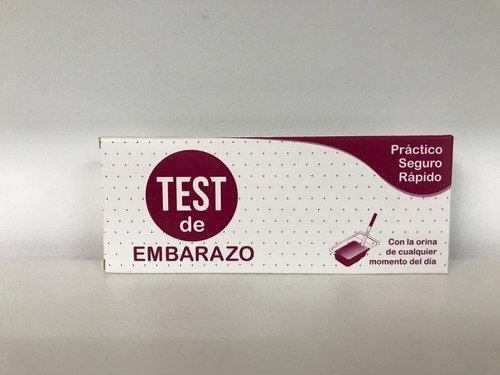 TEST
de
EMBARAZO
Práctico
Seguro
Rápido
Con la orina
de cualquier
momento del día